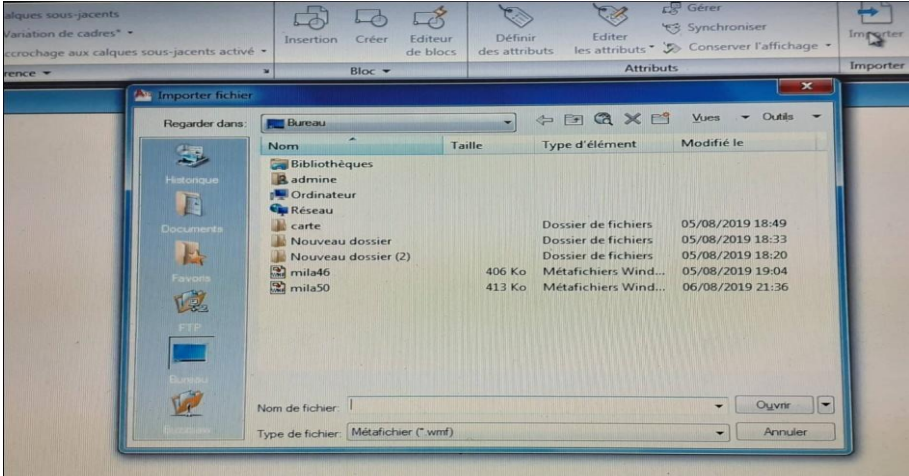 alques sous-jacents
Variation de cadres" ▾
ccrochage aux calques sous-jacents activé ▾
rence ▾
Insertion
Créer
Editeur
de blocs
Bloc ▾
Définir
des attributs
Editer
les attributs ▾
Gérer
Synchroniser
Conserver l'affichage ▾
Attributs
Importer
Importer
Importer fichier
Regarder dans:
Bureau
Vues
Outils
Historique
Documents
Favoris
FTP
Bureau
Nom Taille Type d'élément Modifié le
Bibliothèques
admine
Ordinateur
Réseau
carte Dossier de fichiers 05/08/2019 18:49
Nouveau dossier Dossier de fichiers 05/08/2019 18:33
Nouveau dossier (2) Dossier de fichiers 05/08/2019 18:20
mila46 406 Ko Métafichiers Wind... 05/08/2019 19:04
mila50 413 Ko Métafichiers Wind... 06/08/2019 21:36
Nom de fichier:
Ouvrir
Type de fichier: Métafichier (*.wmf)
Annuler